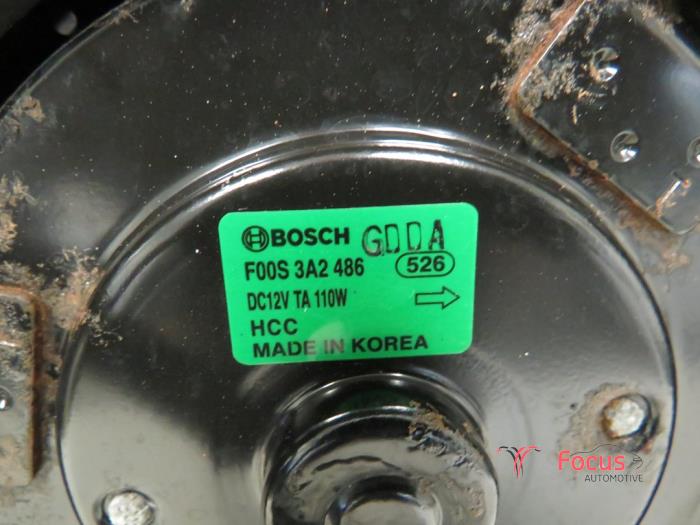 BOSCH GDDA
F00S 3A2 486 526
DC12V TA 110W
HCC
MADE IN KOREA
Focus
AUTOMOTIVE